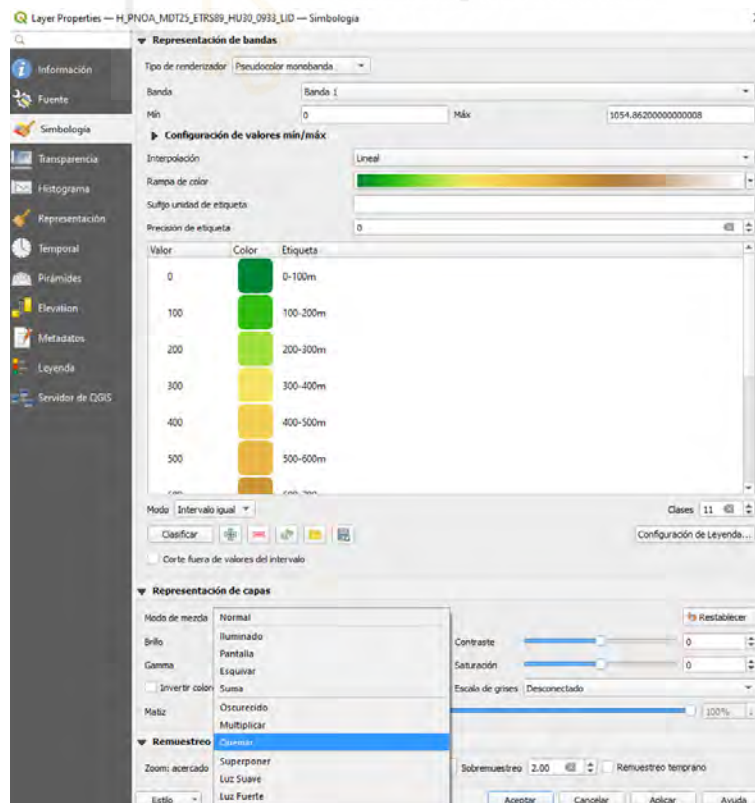 Layer Properties — H_PNOA_MDT25_ETRS89_HU30_0933_LID — Simbología
Información
Fuente
Simbología
Transparencia
Histograma
Representación
Temporal
Pirámides
Elevation
Metadatos
Leyenda
Servidor de QGIS
Representación de bandas
Tipo de renderizador Pseudocolor monobanda
Banda Banda 1
Mín 0 Máx 1054.86200000000008
Configuración de valores mín/máx
Interpolación Lineal
Rampa de color
Sufijo unidad de etiqueta
Precisión de etiqueta 0
Valor Color Etiqueta
0 0-100m
100 100-200m
200 200-300m
300 300-400m
400 400-500m
500 500-600m
Modo Intervalo igual Clases 11
Clasificar Configuración de Leyenda...
Corte fuera de valores del intervalo
Representación de capas
Modo de mezcla Normal Restablecer
Brillo Iluminado Contraste 0
Pantalla
Gamma Esquivar Saturación 0
Invertir color Suma Escala de grises Desconectado
Matiz Oscurecido 100%
Multiplicar
Remuestreo Quemar
Zoom: acercado Superponer Sobremuestreo 2.00 Remuestreo temprano
Luz Suave
Estilo Luz Fuerte Aceptar Cancelar Aplicar Ayuda